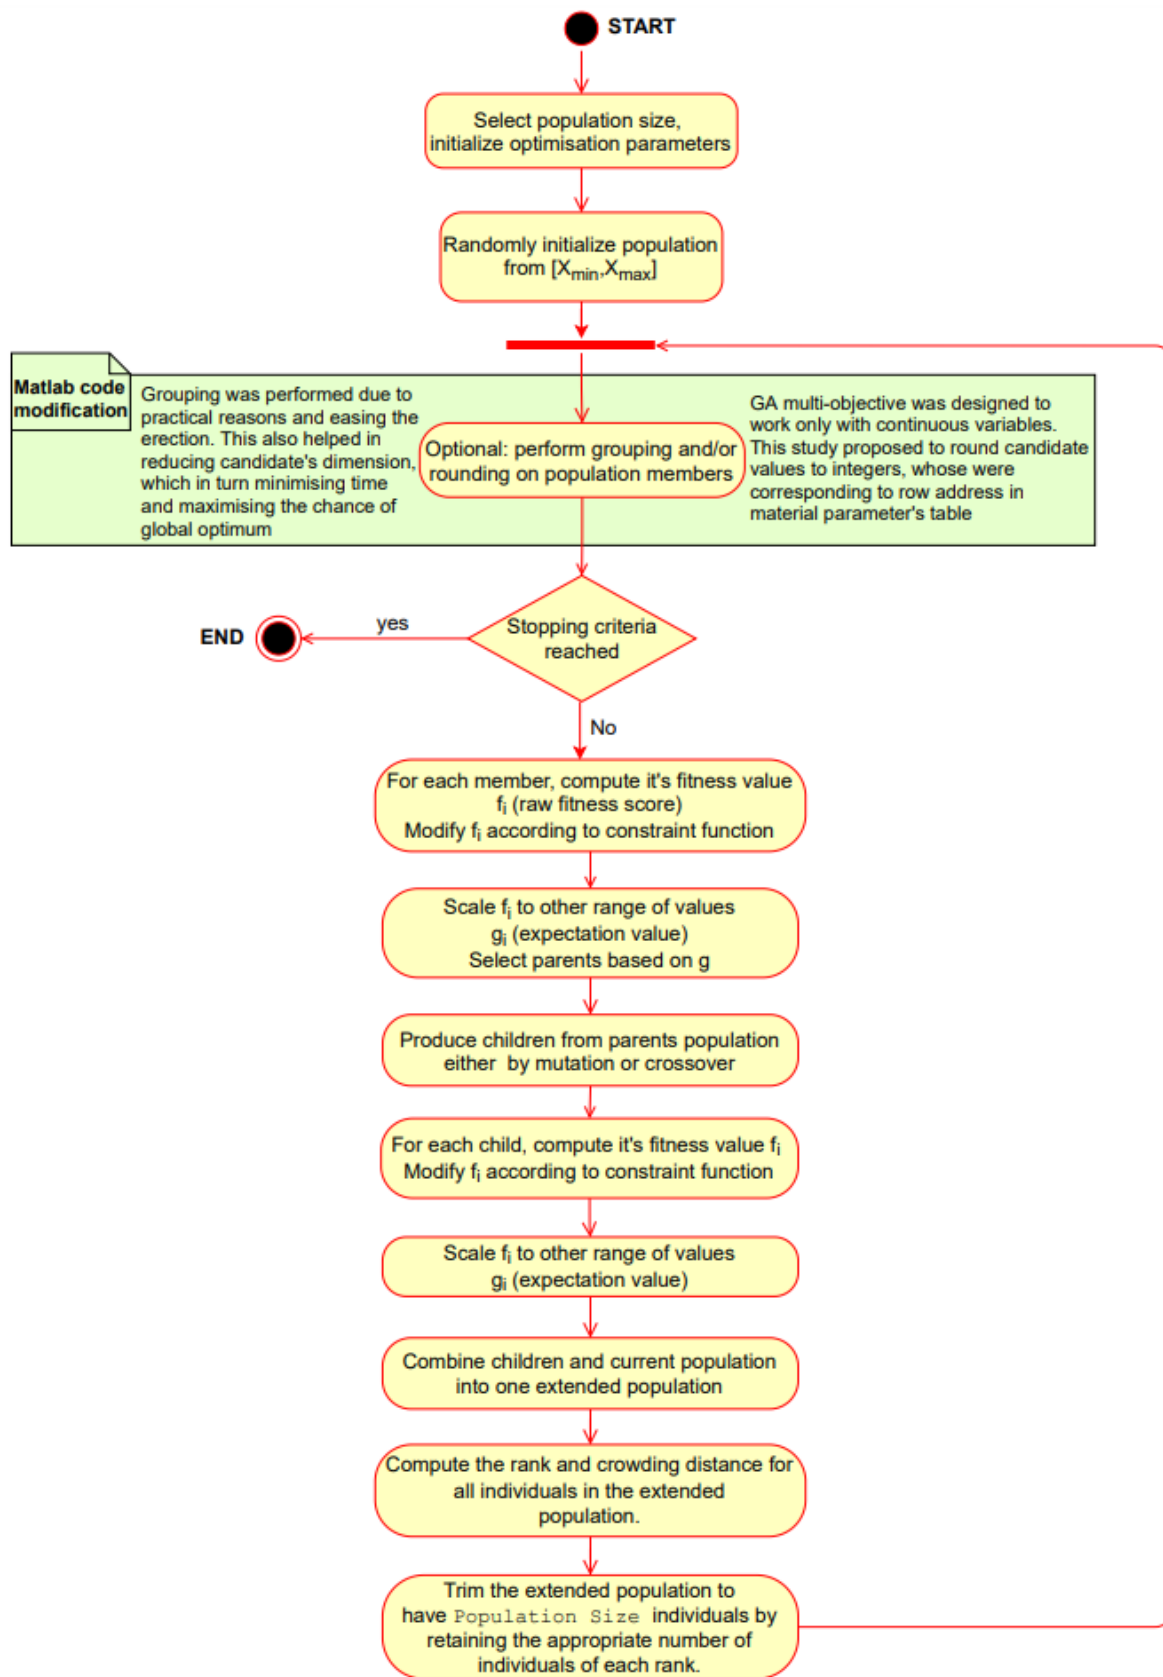 START
Select population size,
initialize optimisation parameters
Randomly initialize population
from [Xmin,Xmax]
Matlab code
modification
Grouping was performed due to
practical reasons and easing the
erection. This also helped in
reducing candidate's dimension,
which in turn minimising time
and maximising the chance of
global optimum
Optional: perform grouping and/or
rounding on population members
GA multi-objective was designed to
work only with continuous variables.
This study proposed to round candidate
values to integers, whose were
corresponding to row address in
material parameter's table
Stopping criteria
reached
yes
END
No
For each member, compute it's fitness value
fi (raw fitness score)
Modify fi according to constraint function
Scale fi to other range of values
gi (expectation value)
Select parents based on g
Produce children from parents population
either by mutation or crossover
For each child, compute it's fitness value fi
Modify fi according to constraint function
Scale fi to other range of values
gi (expectation value)
Combine children and current population
into one extended population
Compute the rank and crowding distance for
all individuals in the extended
population.
Trim the extended population to
have Population Size individuals by
retaining the appropriate number of
individuals of each rank.